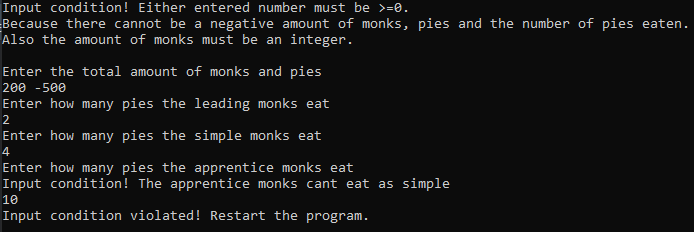 Input condition! Either entered number must be >=0.
Because there cannot be a negative amount of monks, pies and the number of pies eaten.
Also the amount of monks must be an integer.
Enter the total amount of monks and pies
200 -500
Enter how many pies the leading monks eat
2
Enter how many pies the simple monks eat
4
Enter how many pies the apprentice monks eat
Input condition! The apprentice monks cant eat as simple
10
Input condition violated! Restart the program.